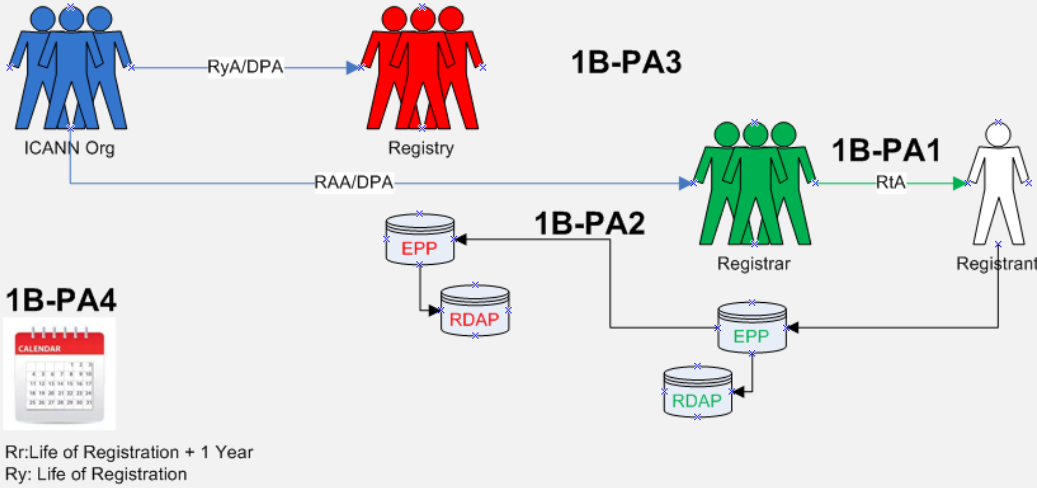 RyA/DPA
1B-PA3
ICANN Org
Registry
1B-PA1
RAA/DPA
RtA
1B-PA2
EPP
Registrar
Registrant
1B-PA4
RDAP
EPP
CALENDAR
RDAP
Rr:Life of Registration + 1 Year
Ry: Life of Registration